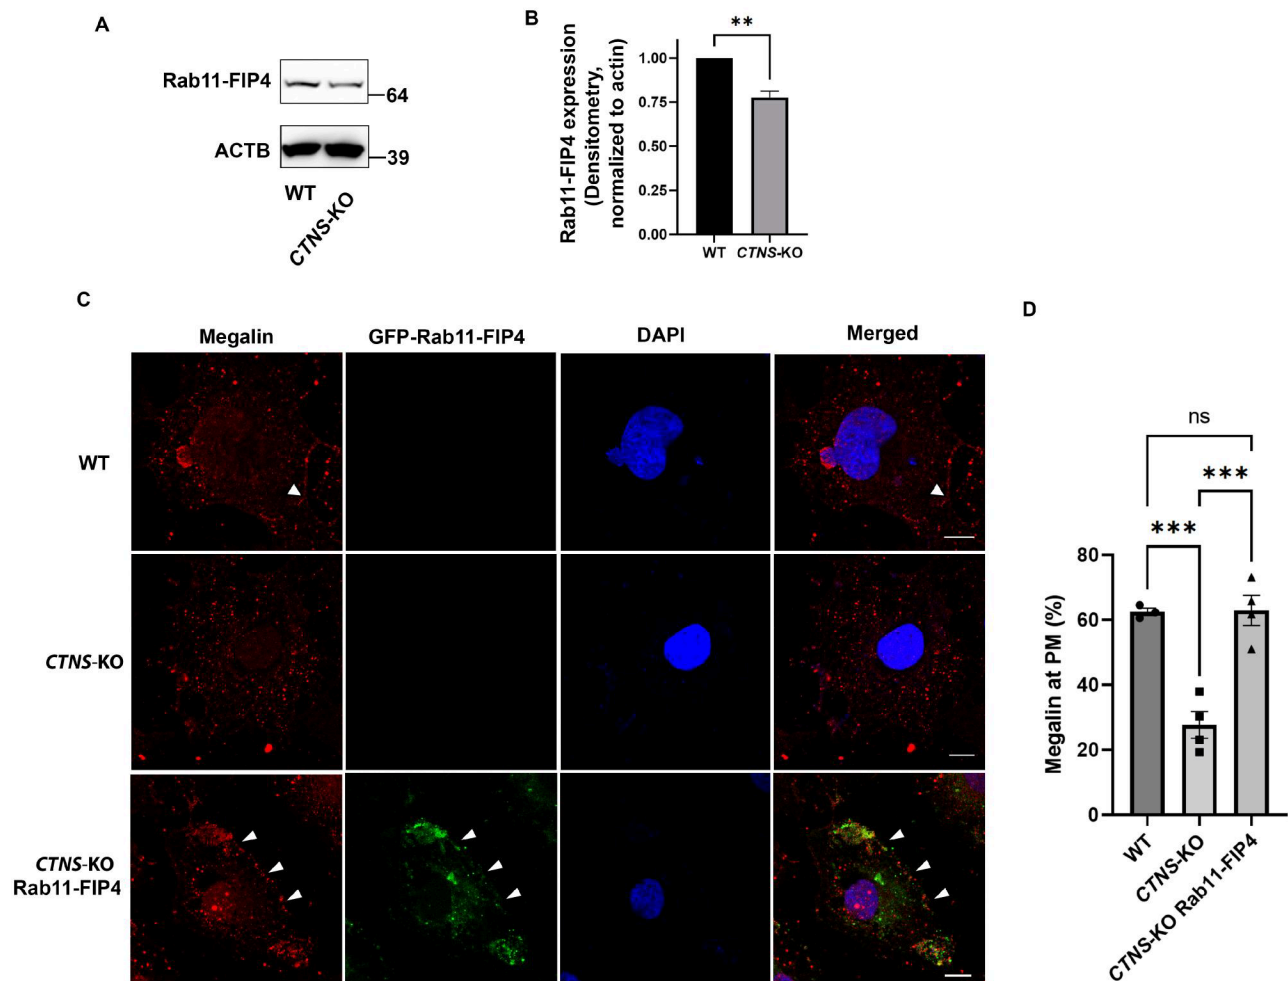 A
Rab11-FIP4
64
ACTB
39
WT
CTNS-KO
B
**
Rab11-FIP4 expression
(Densitometry,
normalized to actin)
1.00
0.75
0.50
0.25
0.00
WT
CTNS-KO
C
Megalin
GFP-Rab11-FIP4
DAPI
Merged
WT
CTNS-KO
CTNS-KO
Rab11-FIP4
D
ns
***
***
Megalin at PM (%)
80
60
40
20
0
WT
CTNS-KO
CTNS-KO Rab11-FIP4